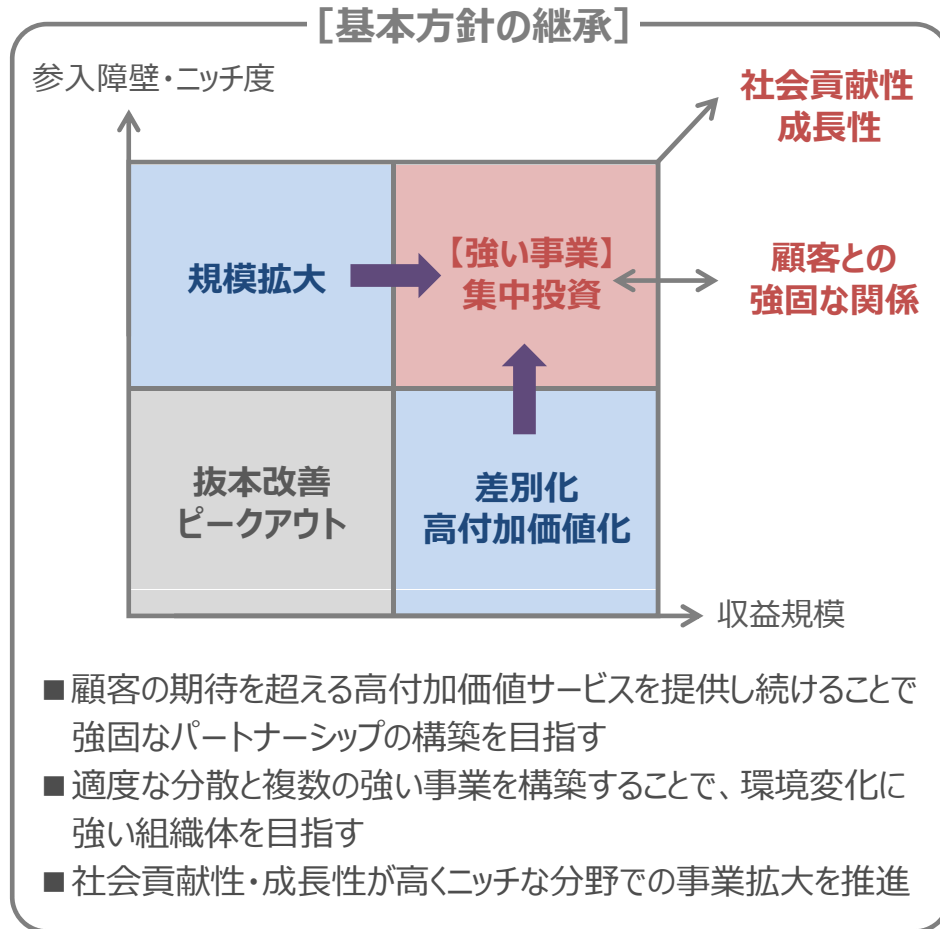 [基本方針の継承]
参入障壁・ニッチ度
社会貢献性
成長性
規模拡大
【強い事業】
集中投資
顧客との
強固な関係
抜本改善
ピークアウト
差別化
高付加価値化
収益規模
■顧客の期待を超える高付加価値サービスを提供し続けることで
強固なパートナーシップの構築を目指す
■適度な分散と複数の強い事業を構築することで、環境変化に
強い組織体を目指す
■社会貢献性・成長性が高くニッチな分野での事業拡大を推進